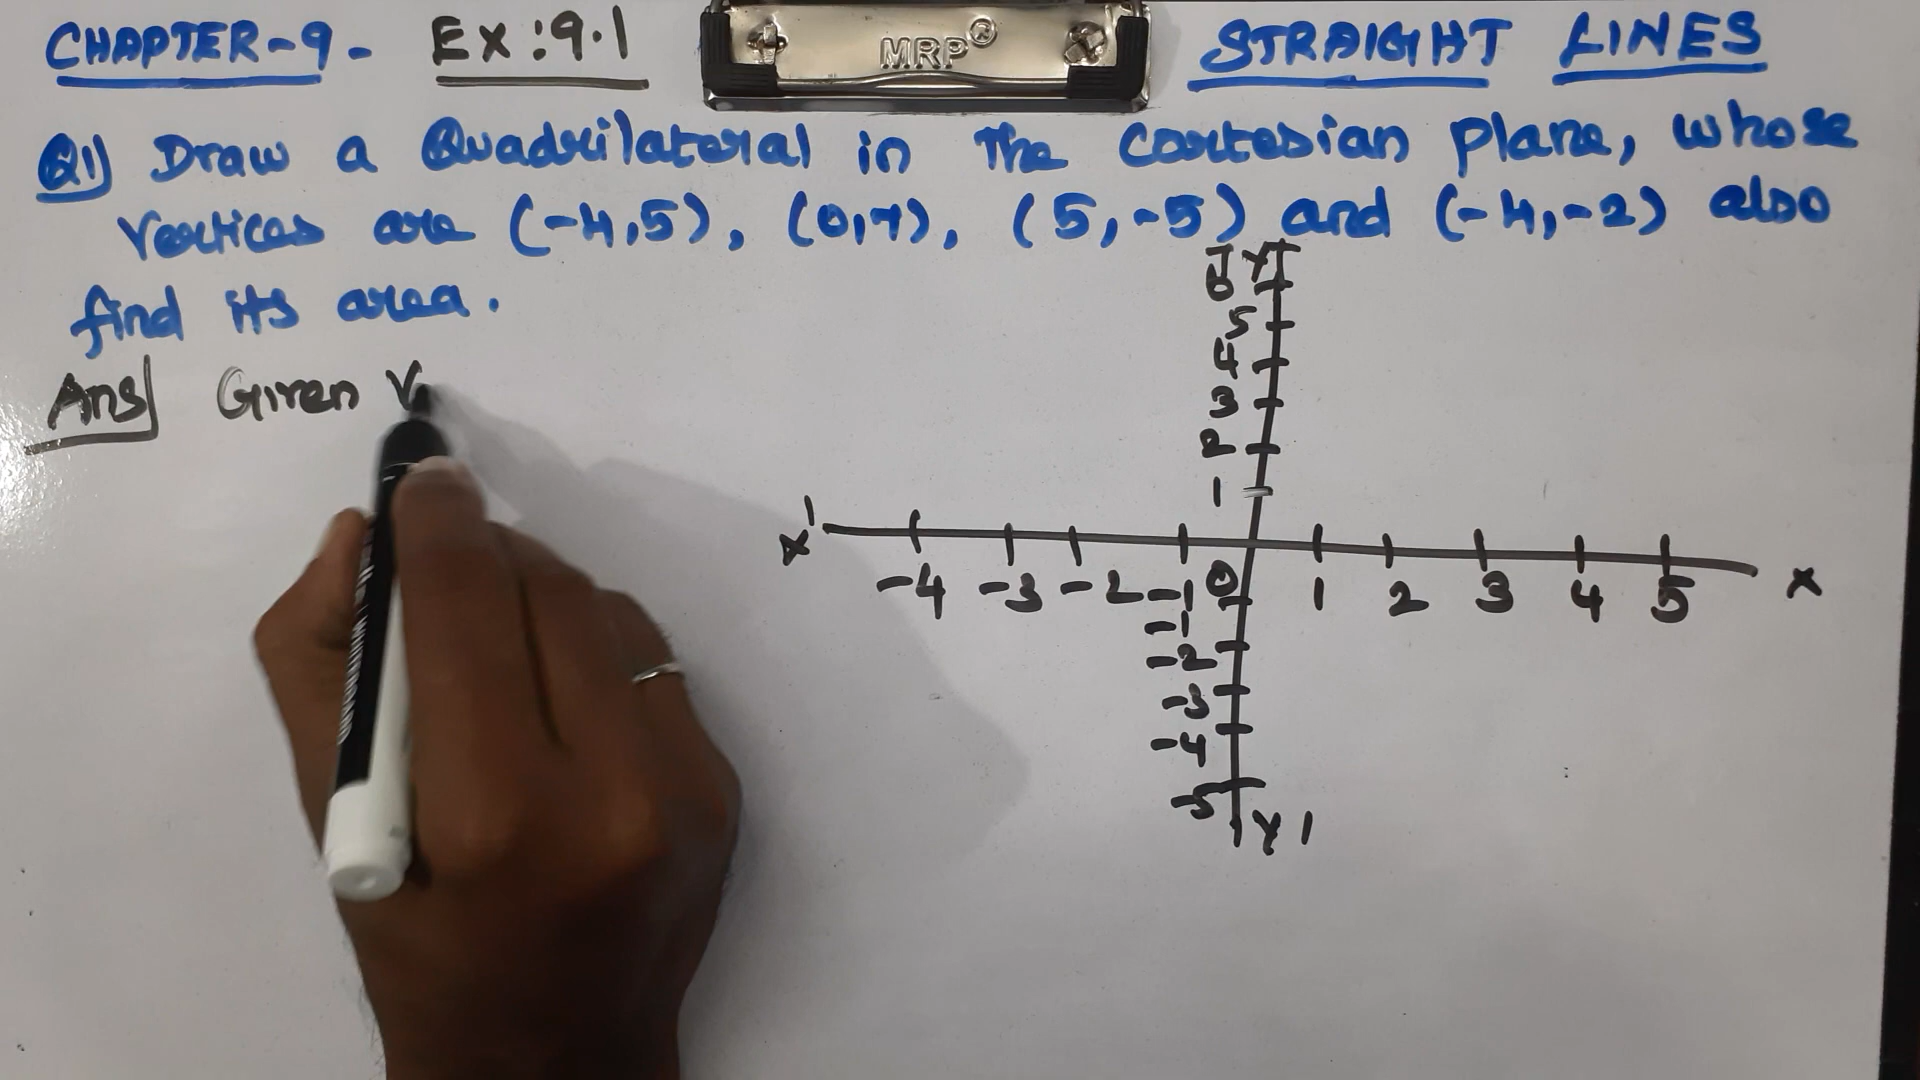 CHAPTER-9- EX:9.1 MRP® STRAIGHT LINES
Q1) Draw a Quadrilateral in The cartesian plane, whose
vertices are (-4,5), (0,7), (5,-5) and (-4,-2) also
find its area.
Ans) Given V
7 Y
6
5
4
3
2
1
X' X
-4 -3 -2 -1 0 1 2 3 4 5
-1
-2
-3
-4
-5
Y'